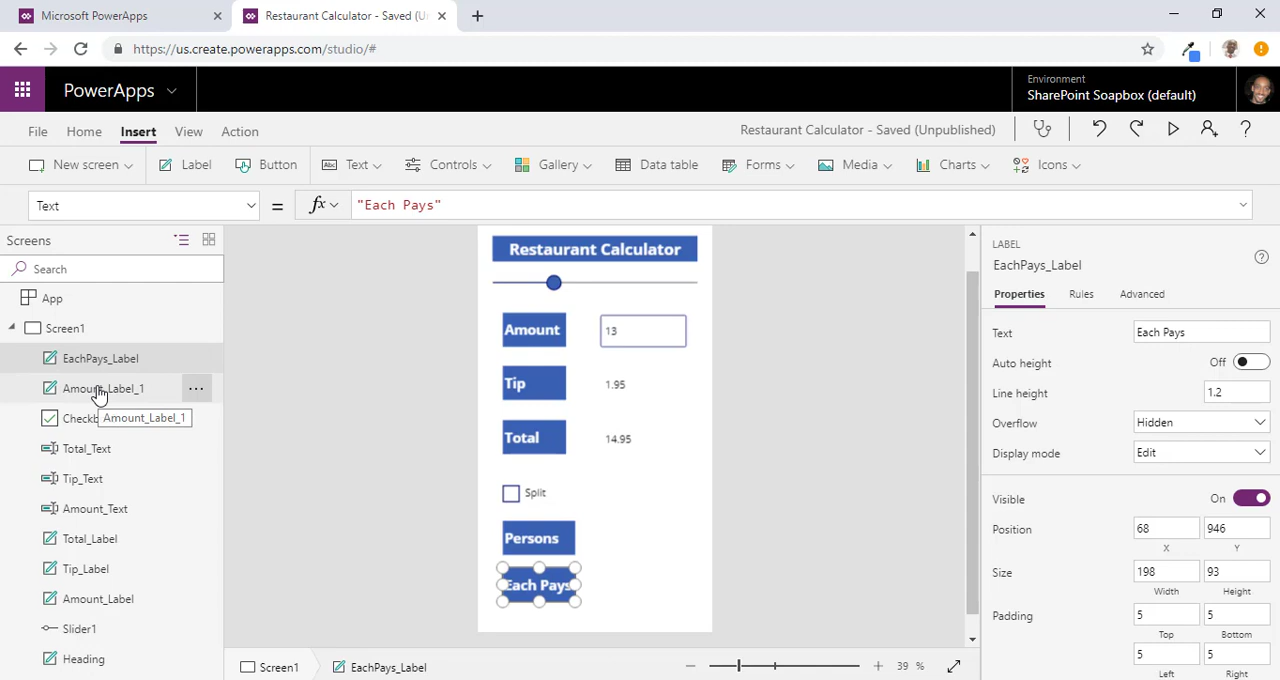 Microsoft PowerApps
Restaurant Calculator - Saved (U
https://us.create.powerapps.com/studio/#
PowerApps
Environment
SharePoint Soapbox (default)
File Home Insert View Action
Restaurant Calculator - Saved (Unpublished)
New screen Label Button Text Controls Gallery Data table Forms Media Charts Icons
Text = fx "Each Pays"
Screens
Search
App
Screen1
EachPays_Label
Amount_Label_1
Checkb
Amount_Label_1
Total_Text
Tip_Text
Amount_Text
Total_Label
Tip_Label
Amount_Label
Slider1
Heading
Restaurant Calculator
Amount 13
Tip 1.95
Total 14.95
Split
Persons
Each Pays
Screen1 EachPays_Label
39 %
LABEL
EachPays_Label
Properties Rules Advanced
Text Each Pays
Auto height Off
Line height 1.2
Overflow Hidden
Display mode Edit
Visible On
Position 68 946
X Y
Size 198 93
Width Height
Padding 5 5
Top Bottom
5 5
Left Right